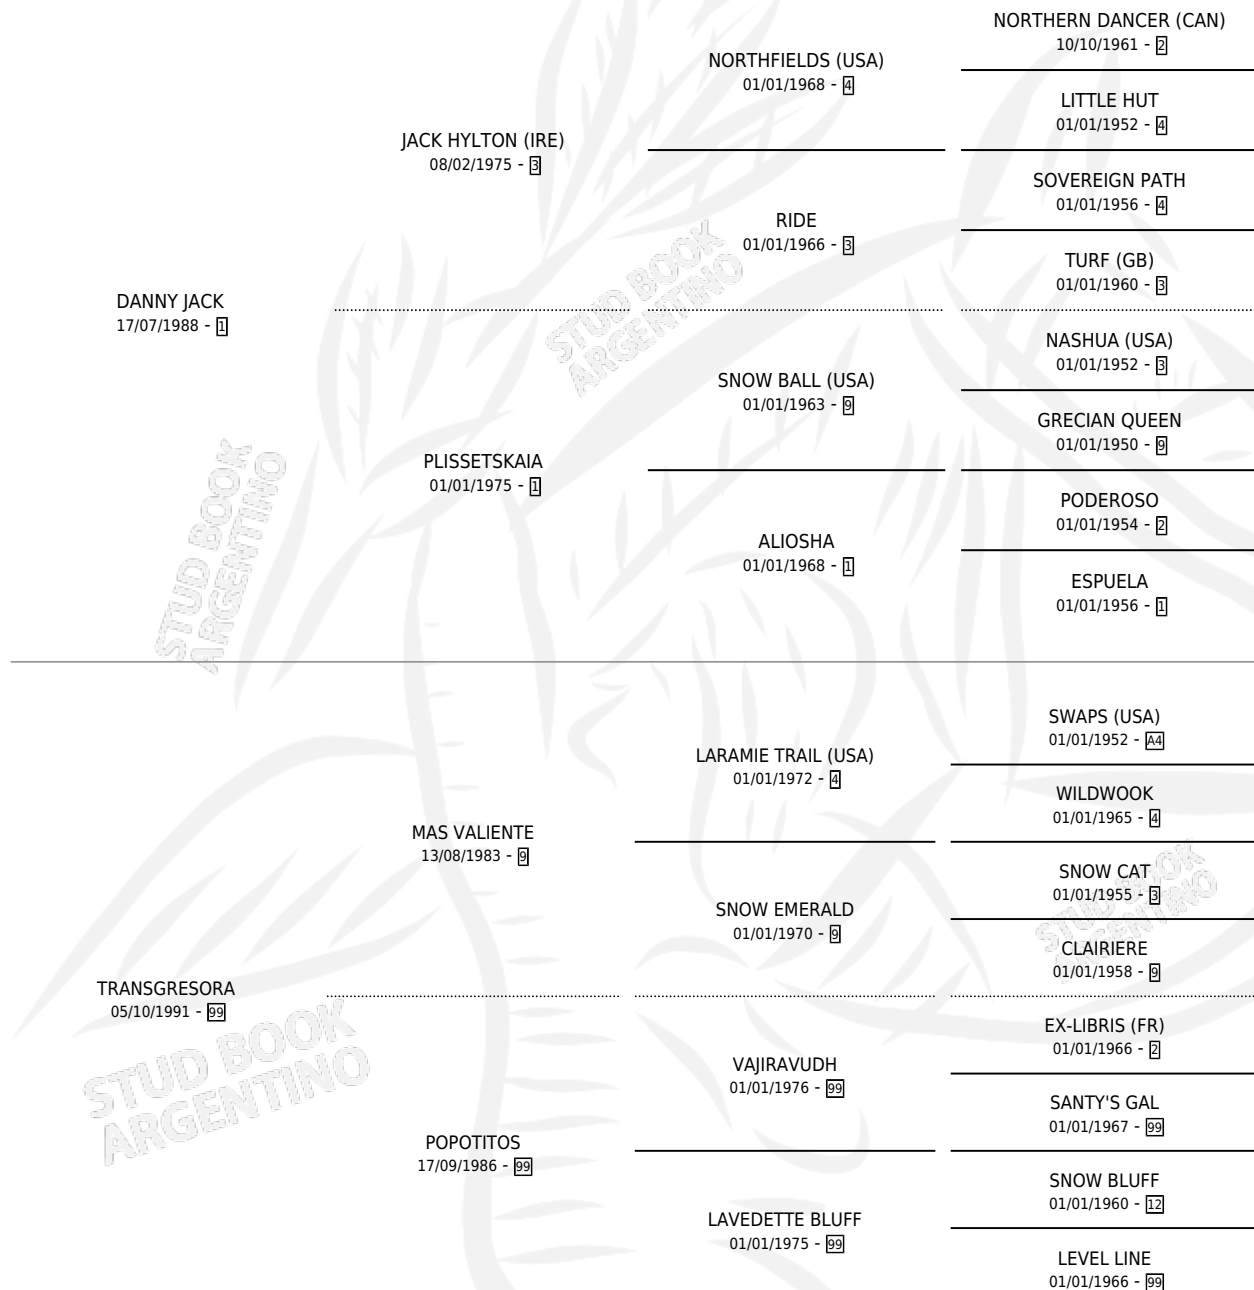 NORTHERN DANCER (CAN)
10/10/1961 - 2
NORTHFIELDS (USA)
01/01/1968 - 4
LITTLE HUT
01/01/1952 - 4
JACK HYLTON (IRE)
08/02/1975 - 3
SOVEREIGN PATH
01/01/1956 - 4
RIDE
01/01/1966 - 3
TURF (GB)
01/01/1960 - 3
DANNY JACK
17/07/1988 - 1
NASHUA (USA)
01/01/1952 - 3
SNOW BALL (USA)
01/01/1963 - 9
GRECIAN QUEEN
01/01/1950 - 9
PLISSETSKAIA
01/01/1975 - 1
PODEROSO
01/01/1954 - 2
ALIOSHA
01/01/1968 - 1
ESPUELA
01/01/1956 - 1
SWAPS (USA)
01/01/1952 - A4
LARAMIE TRAIL (USA)
01/01/1972 - 4
WILDWOOK
01/01/1965 - 4
MAS VALIENTE
13/08/1983 - 9
SNOW CAT
01/01/1955 - 3
SNOW EMERALD
01/01/1970 - 9
CLAIRIERE
01/01/1958 - 9
TRANSGRESORA
05/10/1991 - 99
EX-LIBRIS (FR)
01/01/1966 - 2
VAJIRAVUDH
01/01/1976 - 99
SANTY'S GAL
01/01/1967 - 99
POPOTITOS
17/09/1986 - 99
SNOW BLUFF
01/01/1960 - 12
LAVEDETTE BLUFF
01/01/1975 - 99
LEVEL LINE
01/01/1966 - 99
STUD BOOK
ARGENTINO
STUD BOOK
ARGENTINO
STUD BOOK
ARGENTINO
STUD BOOK
ARGENTINO